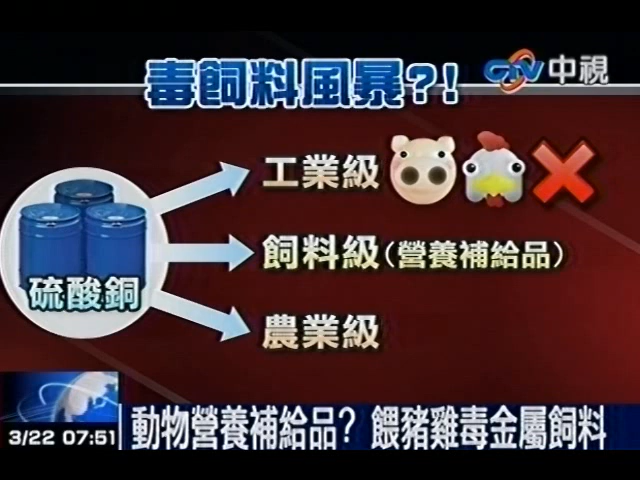 毒飼料風暴?!
CTV中視
工業級
飼料級(營養補給品)
硫酸銅
農業級
動物營養補給品? 餵豬雞毒金屬飼料
3/22 07:51